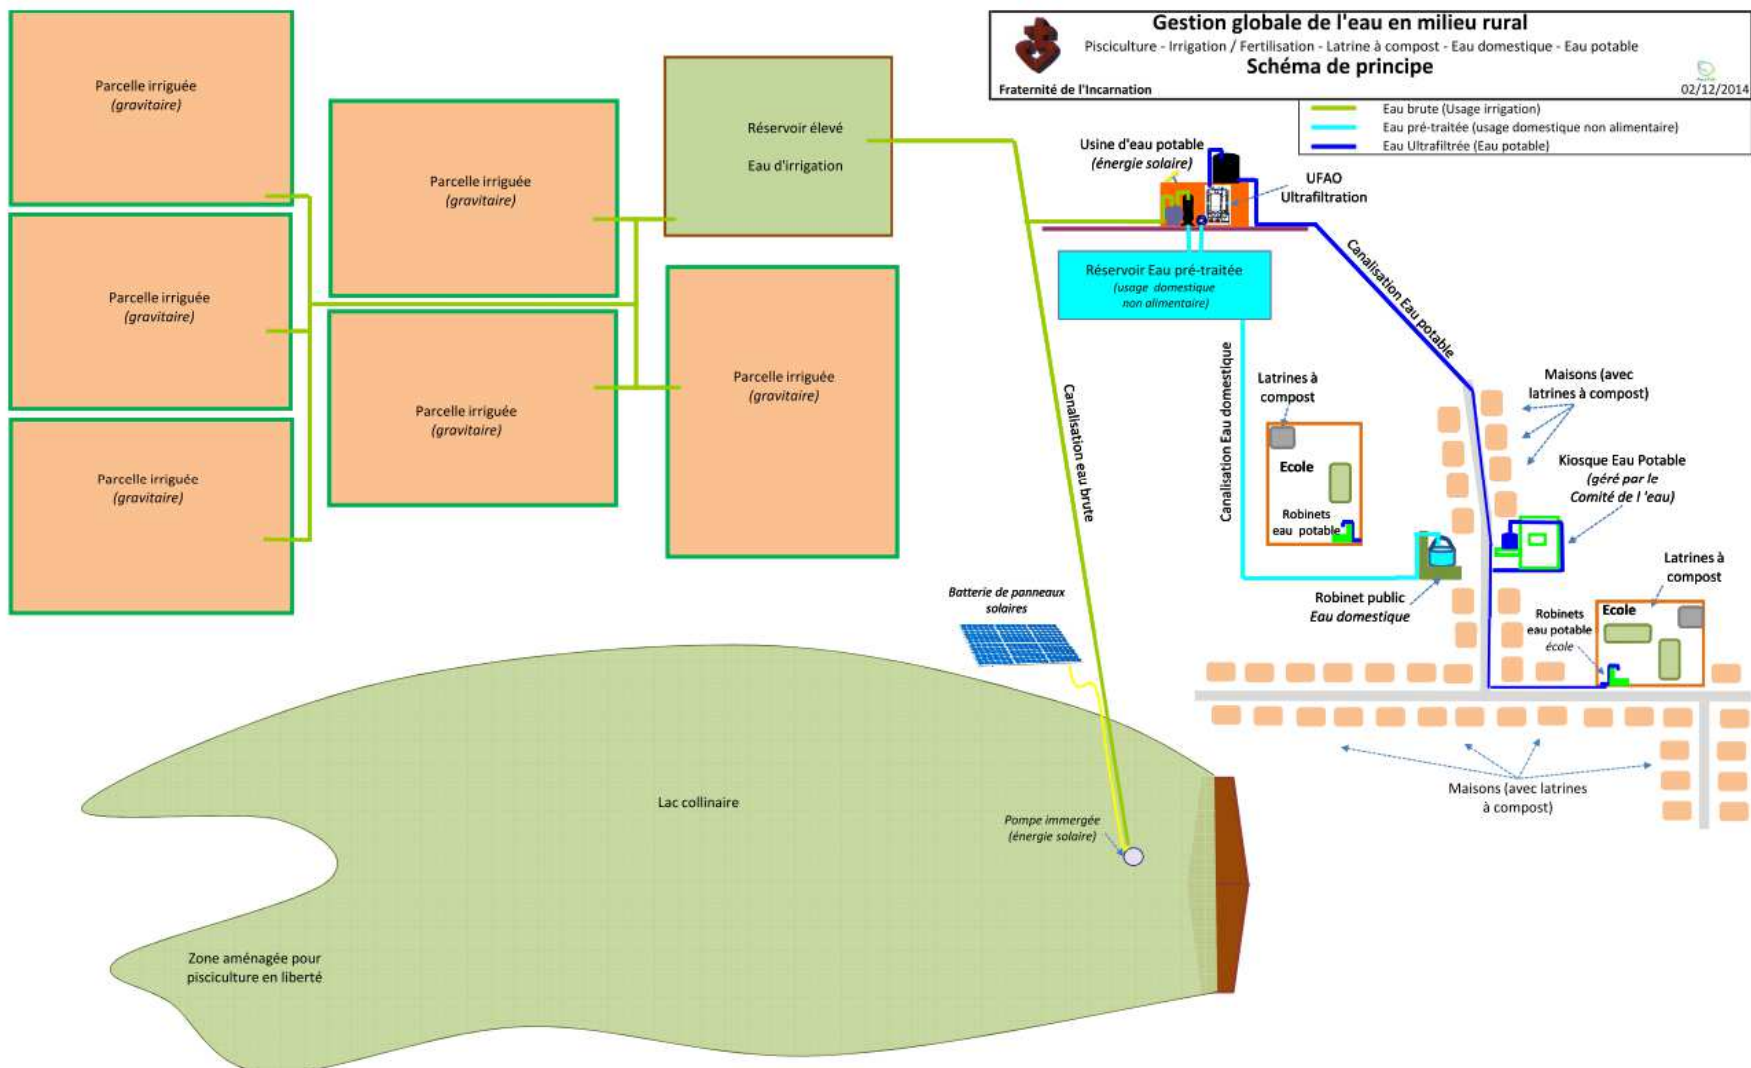 Gestion globale de l'eau en milieu rural
Pisciculture - Irrigation / Fertilisation - Latrine à compost - Eau domestique - Eau potable
Schéma de principe
Fraternité de l'Incarnation
02/12/2014
Eau brute (Usage irrigation)
Eau pré-traitée (usage domestique non alimentaire)
Eau Ultrafiltrée (Eau potable)
Parcelle irriguée
(gravitaire)
Parcelle irriguée
(gravitaire)
Parcelle irriguée
(gravitaire)
Parcelle irriguée
(gravitaire)
Parcelle irriguée
(gravitaire)
Parcelle irriguée
(gravitaire)
Réservoir élevé
Eau d'irrigation
Usine d'eau potable
(énergie solaire)
UFAO
Ultrafiltration
Réservoir Eau pré-traitée
(usage domestique
non alimentaire)
Canalisation Eau potable
Canalisation Eau domestique
Canalisation eau brute
Latrines à
compost
Ecole
Robinets
eau potable
Maisons (avec
latrines à compost)
Kiosque Eau Potable
(géré par le
Comité de l 'eau)
Robinet public
Eau domestique
Latrines à
compost
Robinets
eau potable
école
Ecole
Maisons (avec latrines
à compost)
Batterie de panneaux
solaires
Lac collinaire
Pompe immergée
(énergie solaire)
Zone aménagée pour
pisciculture en liberté